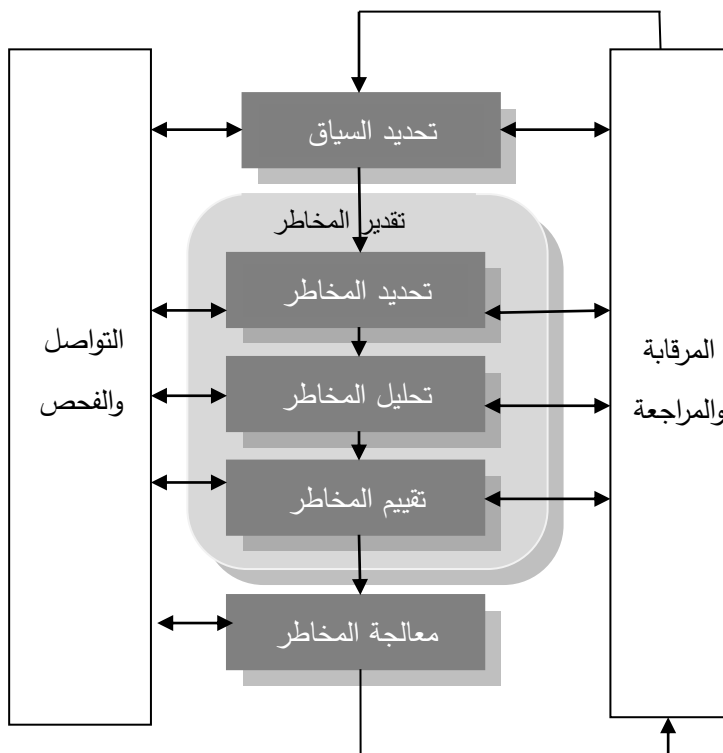 تحديد السياق
تقدير المخاطر
تحديد المخاطر
تحليل المخاطر
تقييم المخاطر
معالجة المخاطر
المرقابة
والمراجعة
التواصل
والفحص